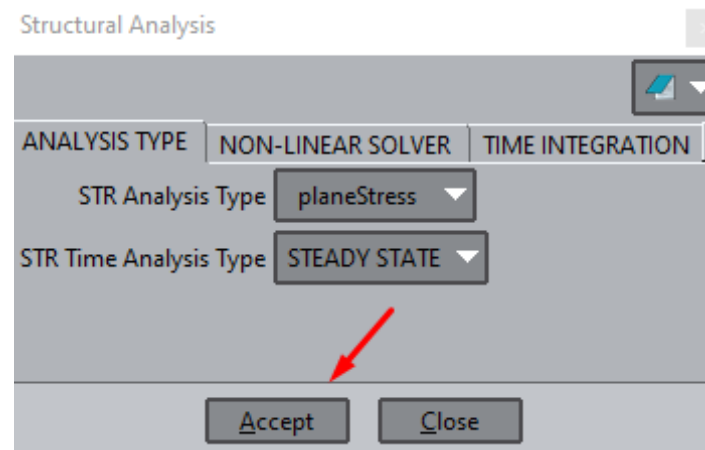 Structural Analysis
ANALYSIS TYPE NON-LINEAR SOLVER TIME INTEGRATION
STR Analysis Type planeStress
STR Time Analysis Type STEADY STATE
Accept Close